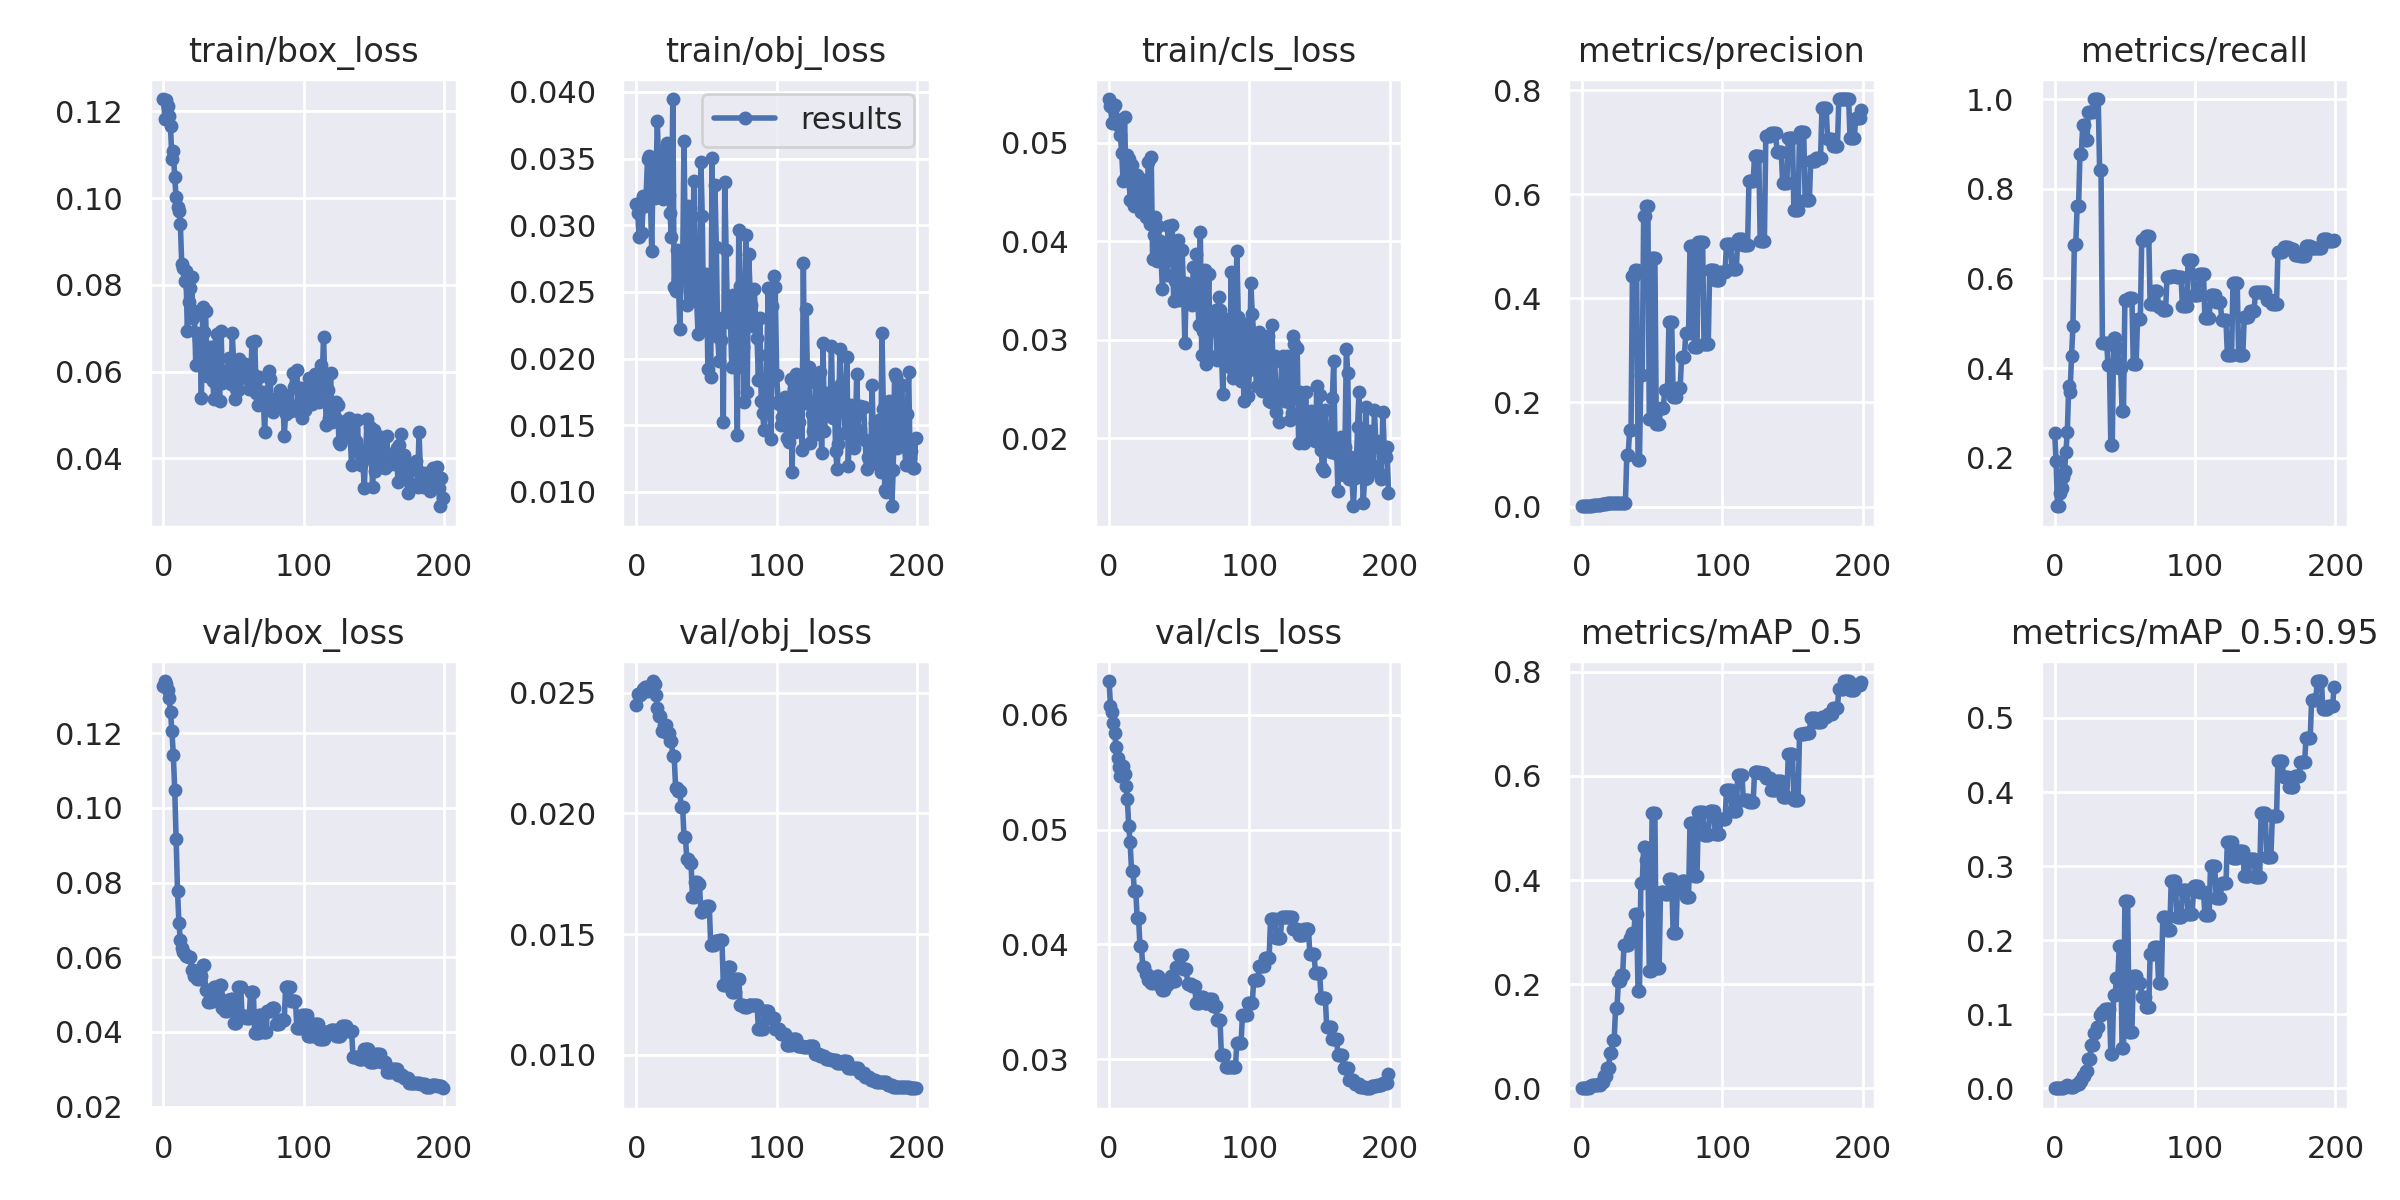 train/box_loss
0.12
0.10
0.08
0.06
0.04
0 100 200
train/obj_loss
results
0.040
0.035
0.030
0.025
0.020
0.015
0.010
0 100 200
train/cls_loss
0.05
0.04
0.03
0.02
0 100 200
metrics/precision
0.8
0.6
0.4
0.2
0.0
0 100 200
metrics/recall
1.0
0.8
0.6
0.4
0.2
0 100 200
val/box_loss
0.12
0.10
0.08
0.06
0.04
0.02
0 100 200
val/obj_loss
0.025
0.020
0.015
0.010
0 100 200
val/cls_loss
0.06
0.05
0.04
0.03
0 100 200
metrics/mAP_0.5
0.8
0.6
0.4
0.2
0.0
0 100 200
metrics/mAP_0.5:0.95
0.5
0.4
0.3
0.2
0.1
0.0
0 100 200